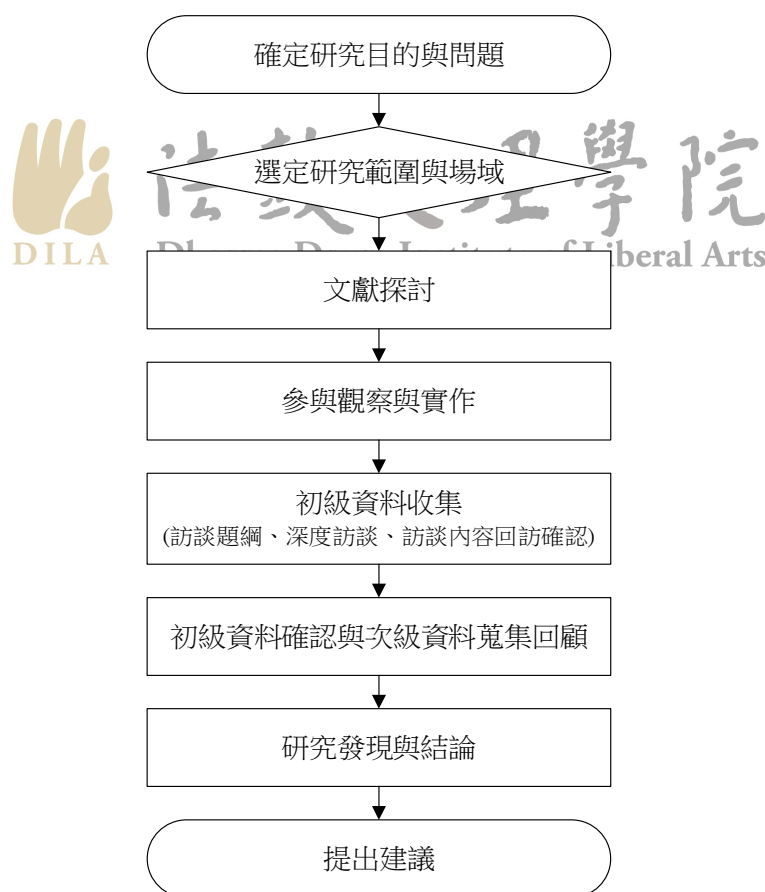 確定研究目的與問題
選定研究範圍與場域
法鼓文理學院
DILA
Liberal Arts
文獻探討
參與觀察與實作
初級資料收集
(訪談題綱、深度訪談、訪談內容回訪確認)
初級資料確認與次級資料蒐集回顧
研究發現與結論
提出建議